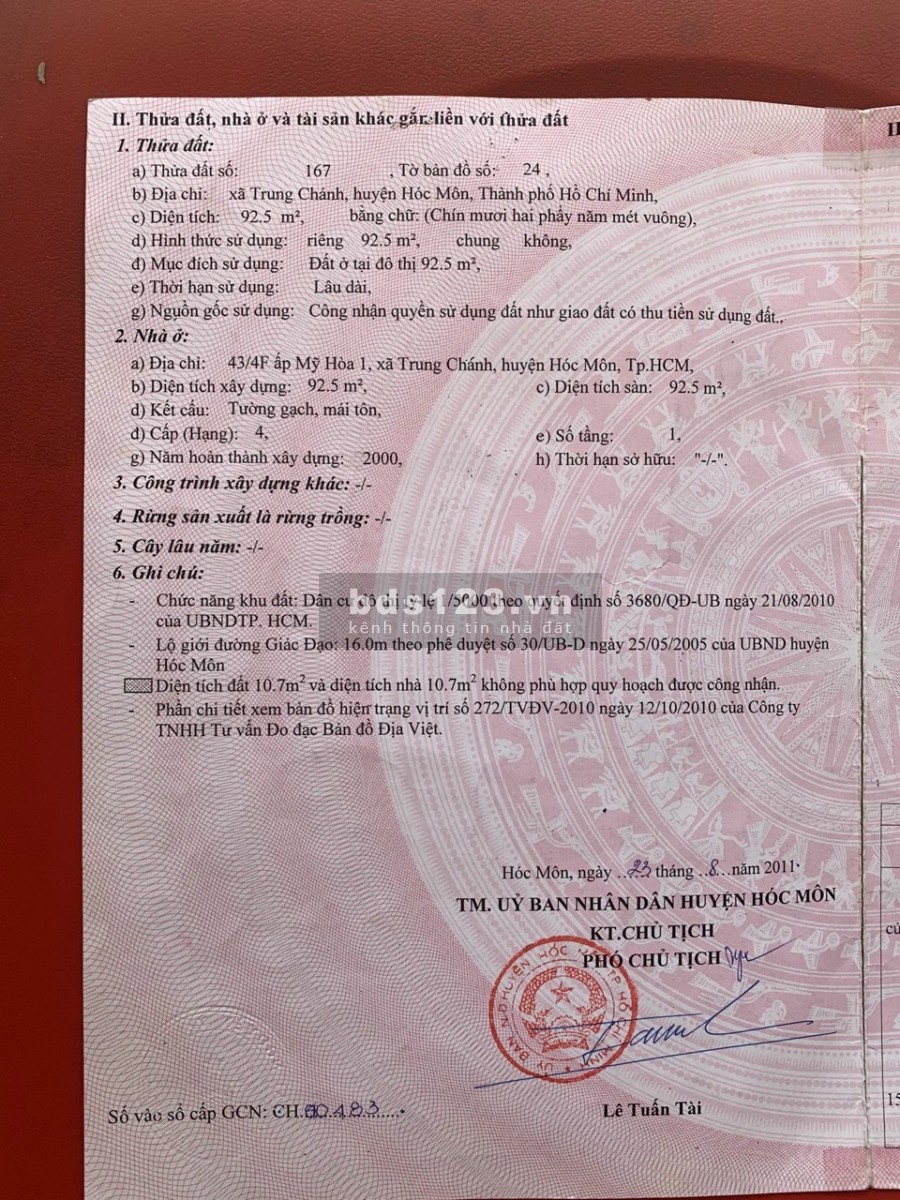 II. Thửa đất, nhà ở và tài sản khác gắn liền với thửa đất
1. Thửa đất:
a) Thửa đất số: 167 , Tờ bản đồ số: 24 ,
b) Địa chỉ: xã Trung Chánh, huyện Hóc Môn, Thành phố Hồ Chí Minh,
c) Diện tích: 92.5 m², bằng chữ: (Chín mươi hai phẩy năm mét vuông),
d) Hình thức sử dụng: riêng 92.5 m², chung không,
đ) Mục đích sử dụng: Đất ở tại đô thị 92.5 m²,
e) Thời hạn sử dụng: Lâu dài,
g) Nguồn gốc sử dụng: Công nhận quyền sử dụng đất như giao đất có thu tiền sử dụng đất.,
2. Nhà ở:
a) Địa chỉ: 43/4F ấp Mỹ Hòa 1, xã Trung Chánh, huyện Hóc Môn, Tp.HCM,
b) Diện tích xây dựng: 92.5 m², c) Diện tích sàn: 92.5 m²,
d) Kết cấu: Tường gạch, mái tôn,
đ) Cấp (Hạng): 4, e) Số tầng: 1,
g) Năm hoàn thành xây dựng: 2000, h) Thời hạn sở hữu: "-/-".
3. Công trình xây dựng khác: -/-
4. Rừng sản xuất là rừng trồng: -/-
5. Cây lâu năm: -/-
6. Ghi chú:
- Chức năng khu đất: Dân cư đô thị tỷ lệ 1/5000 theo quyết định số 3680/QĐ-UB ngày 21/08/2010
của UBNDTP. HCM.
bds123.vn
kênh thông tin nhà đất
- Lộ giới đường Giác Đạo: 16.0m theo phê duyệt số 30/UB-D ngày 25/05/2005 của UBND huyện
Hóc Môn
Diện tích đất 10.7m² và diện tích nhà 10.7m² không phù hợp quy hoạch được công nhận.
- Phần chi tiết xem bản đồ hiện trạng vị trí số 272/TVĐV-2010 ngày 12/10/2010 của Công ty
TNHH Tư vấn Đo đạc Bản đồ Địa Việt.
Hóc Môn, ngày ..23 tháng ..8...năm 2011
TM. UỶ BAN NHÂN DÂN HUYỆN HÓC MÔN
KT.CHỦ TỊCH
PHÓ CHỦ TỊCH
Lê Tuấn Tài
Số vào sổ cấp GCN: CH.00483.....
II
15